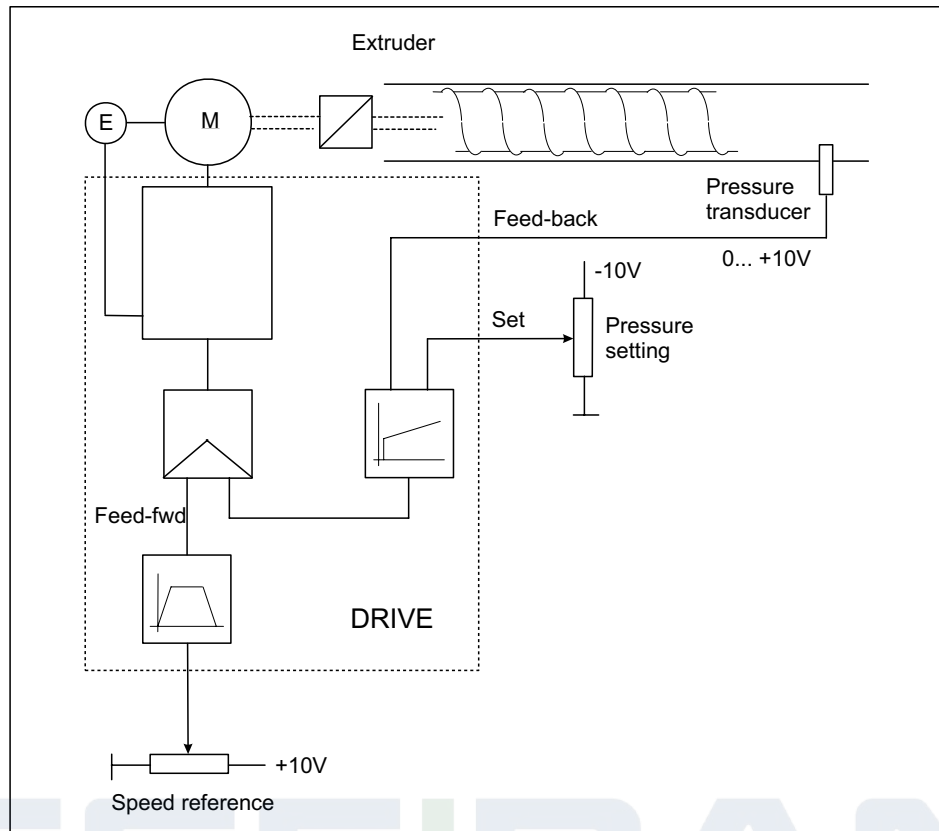 Extruder
E
M
Pressure
transducer
Feed-back
0... +10V
-10V
Set
Pressure
setting
Feed-fwd
DRIVE
+10V
Speed reference